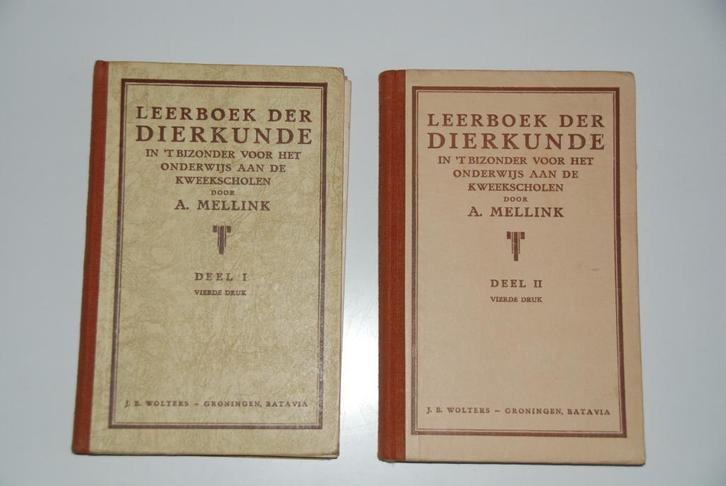 LEERBOEK DER
DIERKUNDE
IN 'T BIZONDER VOOR HET
ONDERWIJS AAN DE
KWEEKSCHOLEN
DOOR
A. MELLINK
DEEL I
VIERDE DRUK
J. B. WOLTERS – GRONINGEN, BATAVIA
LEERBOEK DER
DIERKUNDE
IN 'T BIZONDER VOOR HET
ONDERWIJS AAN DE
KWEEKSCHOLEN
DOOR
A. MELLINK
DEEL II
VIERDE DRUK
J. B. WOLTERS – GRONINGEN, BATAVIA